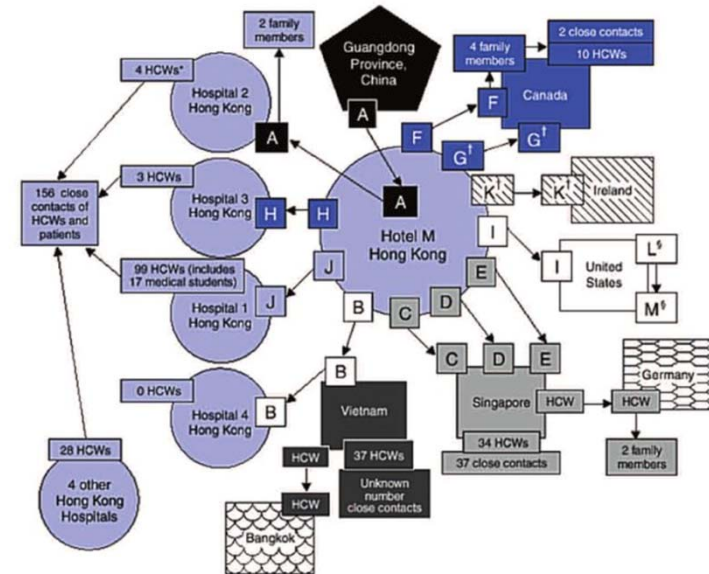 2 family
members
Guangdong
Province,
China
A
2 close contacts
10 HCWs
4 family
members
Canada
F
G†
F
G†
4 HCWs*
Hospital 2
Hong Kong
A
3 HCWs
Hospital 3
Hong Kong
H
H
A
Hotel M
Hong Kong
K†
K†
Ireland
I
I
United
States
L§
M§
156 close
contacts of
HCWs and
patients
99 HCWs (includes
17 medical students)
Hospital 1
Hong Kong
J
J
B
C
D
E
B
C
D
E
0 HCWs
Hospital 4
Hong Kong
B
Vietnam
HCW
37 HCWs
Unknown
number
close contacts
HCW
Bangkok
Singapore
HCW
34 HCWs
37 close contacts
Germany
HCW
2 family
members
28 HCWs
4 other
Hong Kong
Hospitals